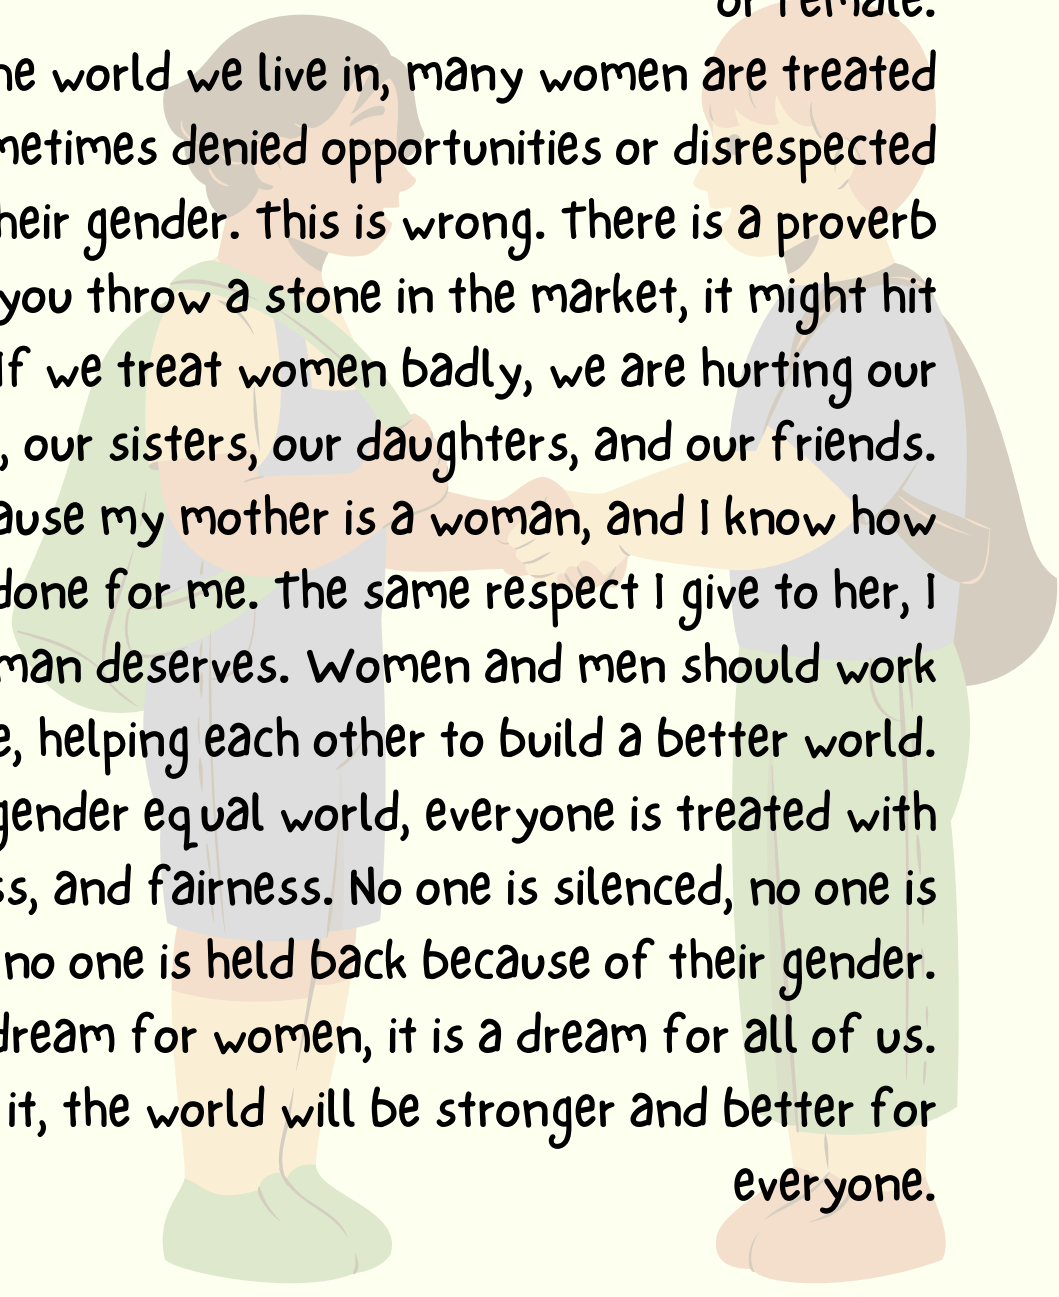 or female.
he world we live in, many women are treated
metimes denied opportunities or disrespected
heir gender. This is wrong. There is a proverb
you throw a stone in the market, it might hit
If we treat women badly, we are hurting our
, our sisters, our daughters, and our friends.
ause my mother is a woman, and I know how
done for me. The same respect I give to her, I
man deserves. Women and men should work
e, helping each other to build a better world.
gender equal world, everyone is treated with
ss, and fairness. No one is silenced, no one is
no one is held back because of their gender.
dream for women, it is a dream for all of us.
it, the world will be stronger and better for
everyone.